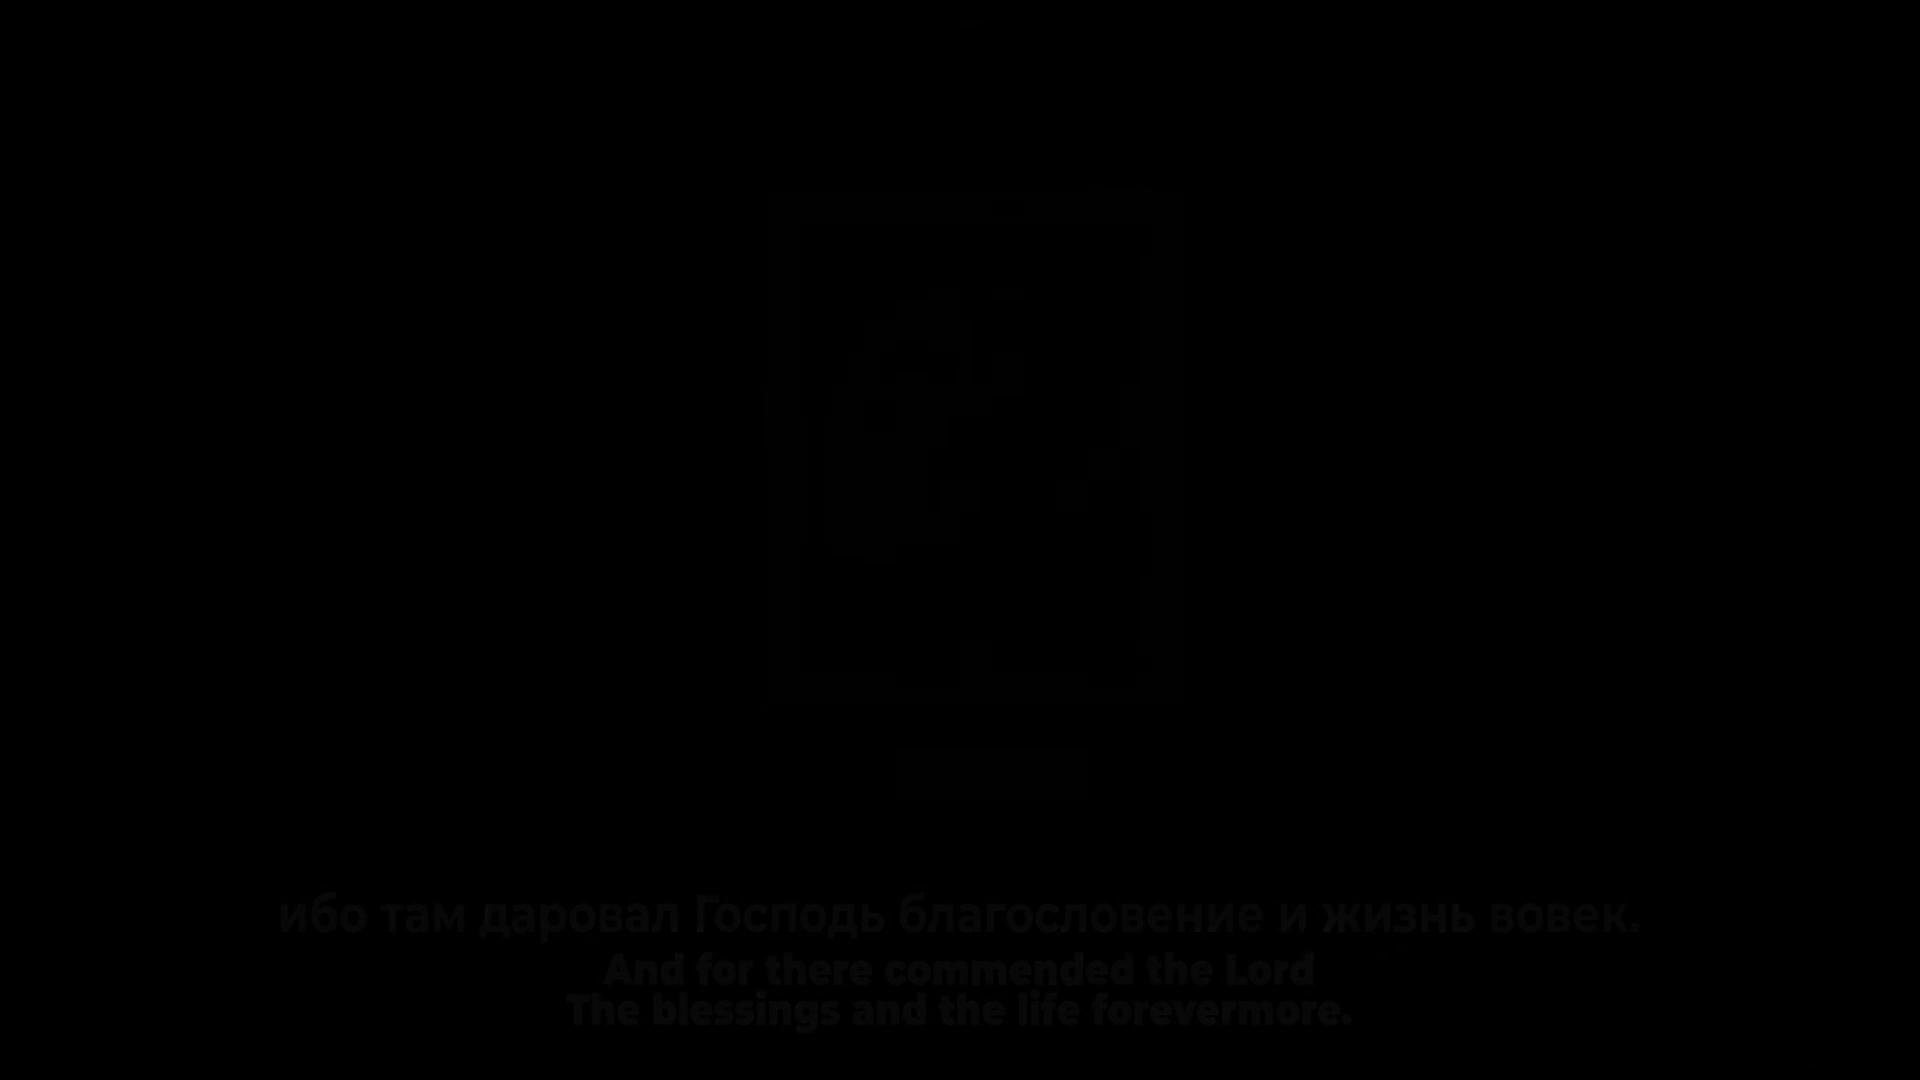 ибо там даровал Господь благословение и жизнь вовек.
And for there commended the Lord
The blessings and the life forevermore.